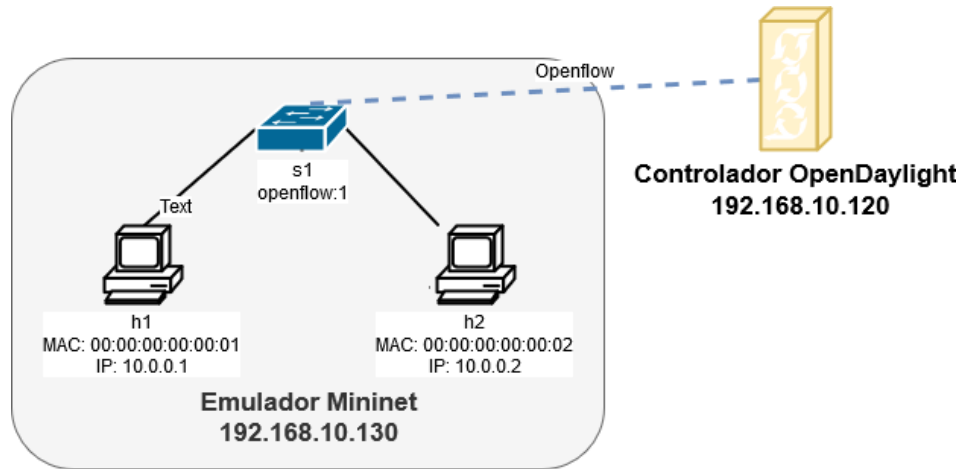 Openflow
Controlador OpenDaylight
192.168.10.120
s1
openflow:1
Text
h1
MAC: 00:00:00:00:00:01
IP: 10.0.0.1
h2
MAC: 00:00:00:00:00:02
IP: 10.0.0.2
Emulador Mininet
192.168.10.130